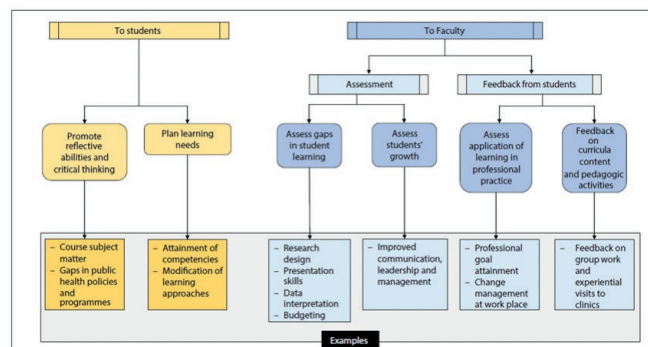 To students
To Faculty
Assessment
Feedback from students
Promote
reflective
abilities and
critical thinking
Plan learning
needs
Assess gaps
in student
learning
Assess
students'
growth
Assess
application of
learning in
professional
practice
Feedback
on
curricula
content
and pedagogic
activities
– Course subject
matter
– Gaps in public
health policies
and
programmes
– Attainment of
competencies
– Modification of
learning
approaches
– Research
design
– Presentation
skills
– Data
interpretation
– Budgeting
– Improved
communication,
leadership and
management
– Professional
goal
attainment
– Change
management
at work place
– Feedback on
group work
and
experiential
visits to
clinics
Examples